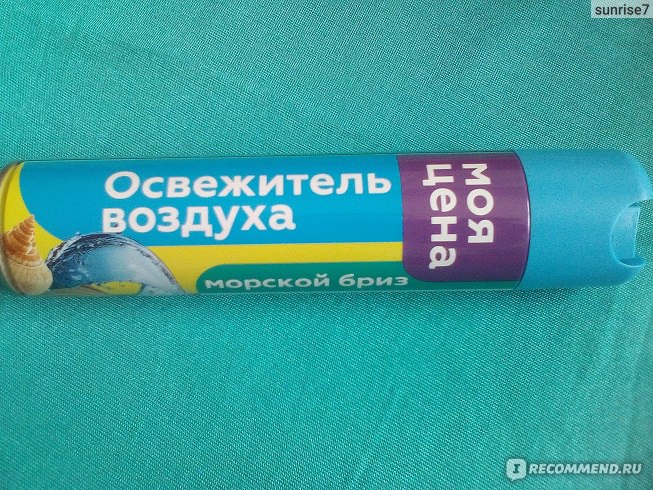 sunrise7
Освежитель
воздуха
морской бриз
моя
цена
I RECOMMEND.RU